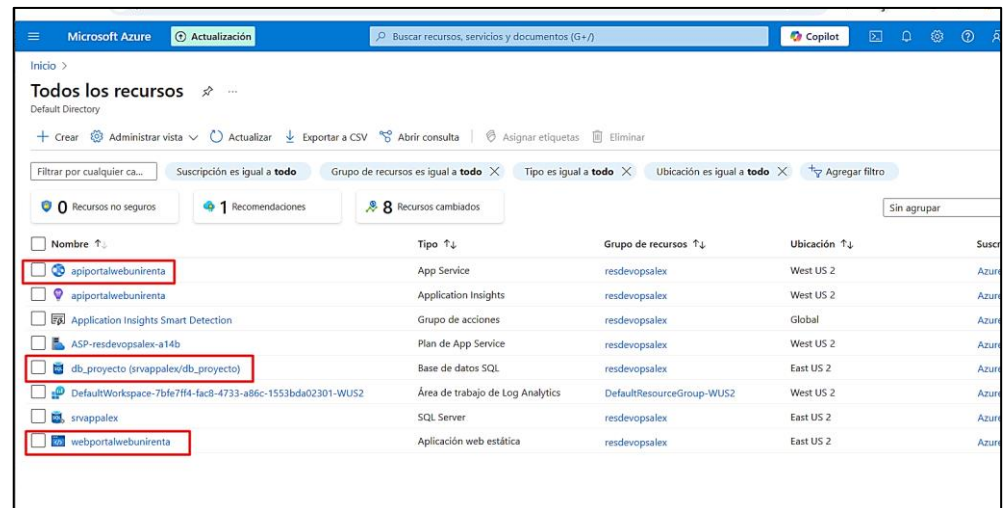 Microsoft Azure Actualización Buscar recursos, servicios y documentos (G+/) Copilot
Inicio >
Todos los recursos
Default Directory
Crear Administrar vista Actualizar Exportar a CSV Abrir consulta Asignar etiquetas Eliminar
Filtrar por cualquier ca... Suscripción es igual a todo Grupo de recursos es igual a todo Tipo es igual a todo Ubicación es igual a todo Agregar filtro
0 Recursos no seguros 1 Recomendaciones 8 Recursos cambiados Sin agrupar
Nombre Tipo Grupo de recursos Ubicación Suscr
apiportalwebunirenta App Service resdevopsalex West US 2 Azure
apiportalwebunirenta Application Insights resdevopsalex West US 2 Azure
Application Insights Smart Detection Grupo de acciones resdevopsalex Global Azure
ASP-resdevopsalex-a14b Plan de App Service resdevopsalex West US 2 Azure
db_proyecto (srvappalex/db_proyecto) Base de datos SQL resdevopsalex East US 2 Azure
DefaultWorkspace-7bfe7ff4-fac8-4733-a86c-1553bda02301-WUS2 Área de trabajo de Log Analytics DefaultResourceGroup-WUS2 West US 2 Azure
srvappalex SQL Server resdevopsalex East US 2 Azure
webportalwebunirenta Aplicación web estática resdevopsalex East US 2 Azure